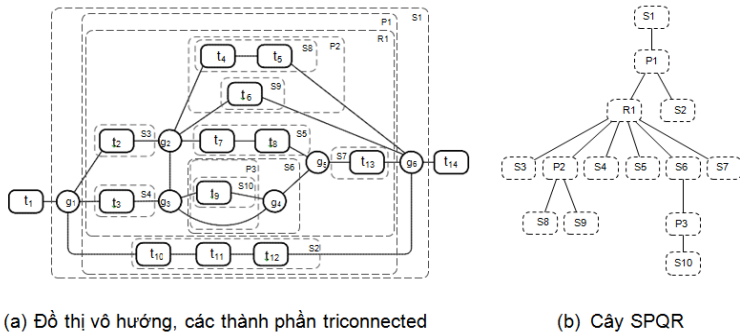 S1
P1
R1
S8
P2
t4
t5
t6
S9
t2
S3
g2
t7
t8
S5
S6
g5
S7
t13
g6
t14
P3
t1
g1
t3
S4
g3
t9
S10
g4
t10
t11
t12
S2
(a) Đồ thị vô hướng, các thành phần triconnected
S1
P1
R1 S2
S3 P2 S4 S5 S6 S7
S8 S9 P3
S10
(b) Cây SPQR